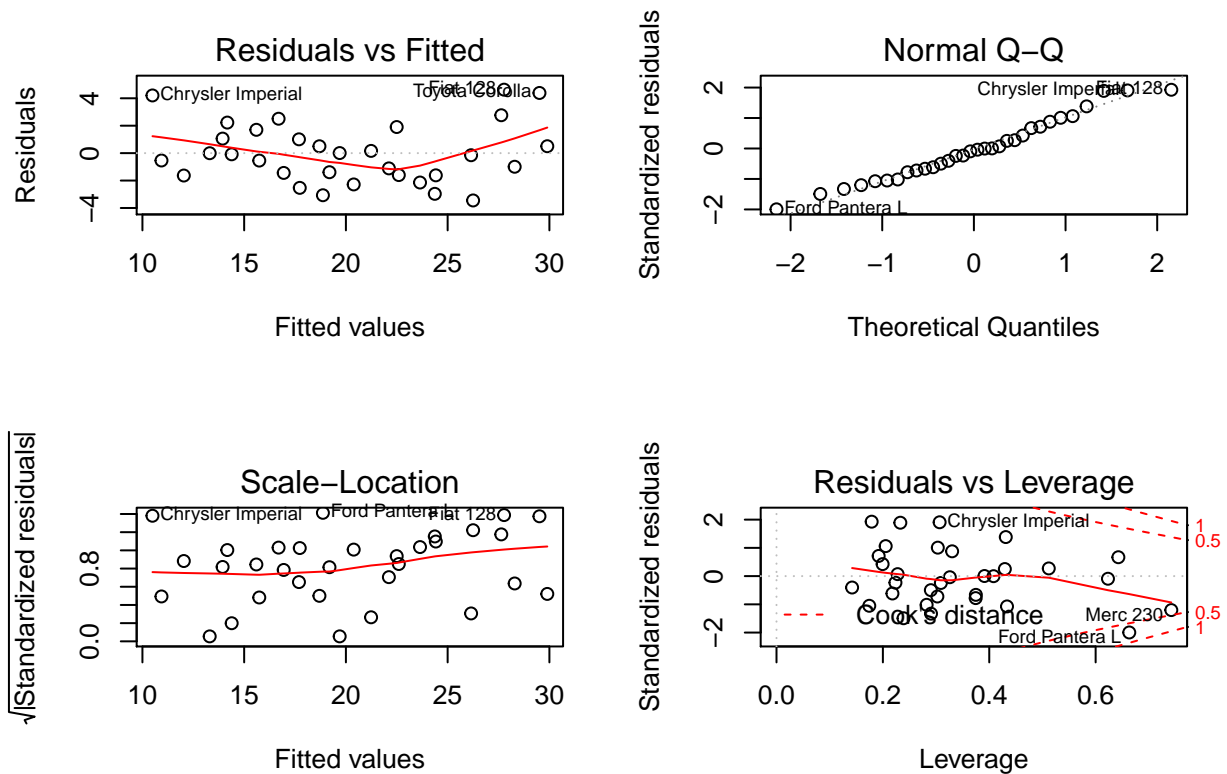 Residuals vs Fitted
Residuals
−4
0
4
Chrysler Imperial
Fiat 128
Toyota Corolla
10
15
20
25
30
Fitted values
Normal Q−Q
Standardized residuals
−2
0
2
Chrysler Imperial
Fiat 128
Ford Pantera L
−2
−1
0
1
2
Theoretical Quantiles
Scale−Location
√|Standardized residuals|
0.0
0.8
Chrysler Imperial
Ford Pantera L
Fiat 128
10
15
20
25
30
Fitted values
Residuals vs Leverage
Standardized residuals
−2
0
2
Chrysler Imperial
1
0.5
0.5
1
Cook's distance
Merc 230
Ford Pantera L
0.0
0.2
0.4
0.6
Leverage